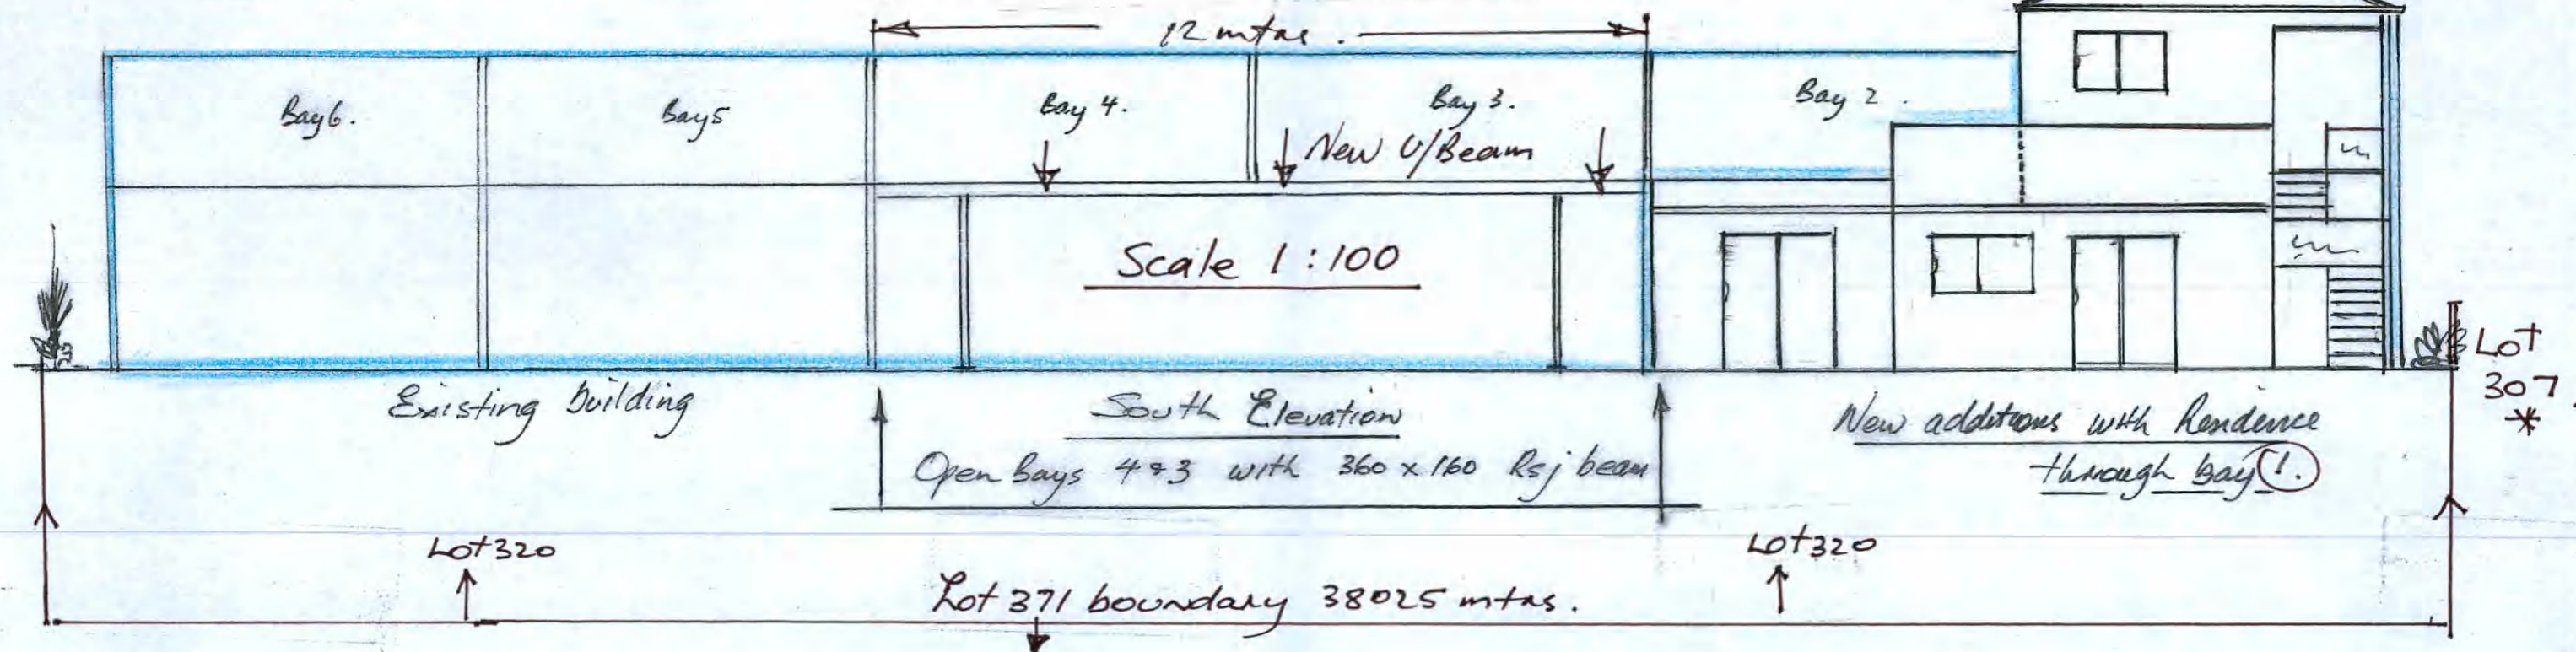 12 mtrs.
Bay 6.
Bay 5
Bay 4.
Bay 3.
Bay 2.
New U/Beam
Scale 1:100
Lot
307
*
Existing building
South Elevation
New additions with Residence
through bay 1.
Open Bays 4 & 3 with 360 x 160 Rsj beam
Lot 320
Lot 320
Lot 371 boundary 38025 mtrs.